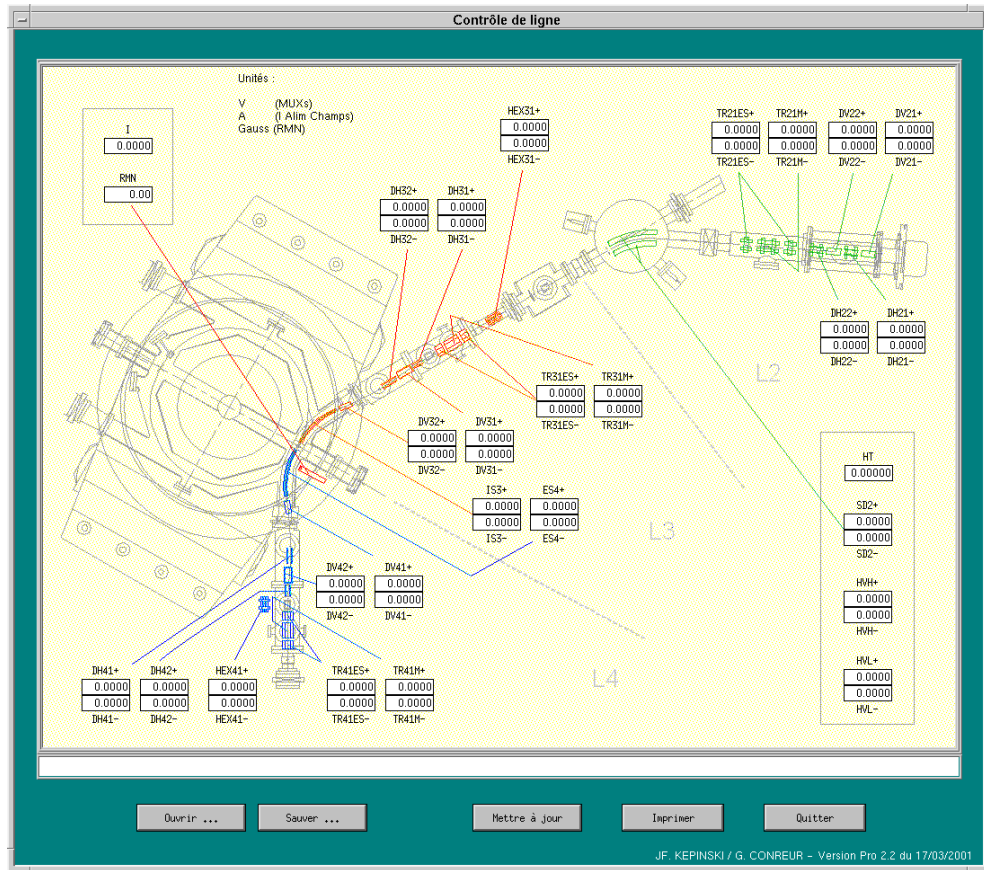 Contrôle de ligne
Unités :
V (MUXs)
A (I Alim Champs)
Gauss (RMN)
I
0.0000
RMN
0.00
HEX31+
0.0000
0.0000
HEX31-
TR21ES+ TR21M+ DV22+ DV21+
0.0000 0.0000 0.0000 0.0000
0.0000 0.0000 0.0000 0.0000
TR21ES- TR21M- DV22- DV21-
DH32+ DH31+
0.0000 0.0000
0.0000 0.0000
DH32- DH31-
DH22+ DH21+
0.0000 0.0000
0.0000 0.0000
DH22- DH21-
L2
TR31ES+ TR31M+
0.0000 0.0000
0.0000 0.0000
TR31ES- TR31M-
DV32+ DV31+
0.0000 0.0000
0.0000 0.0000
DV32- DV31-
HT
0.00000
IS3+ ES4+
0.0000 0.0000
0.0000 0.0000
IS3- ES4-
SD2+
0.0000
0.0000
SD2-
L3
DV42+ DV41+
0.0000 0.0000
0.0000 0.0000
DV42- DV41-
HVH+
0.0000
0.0000
HVH-
L4
DH41+ DH42+ HEX41+ TR41ES+ TR41M+
0.0000 0.0000 0.0000 0.0000 0.0000
0.0000 0.0000 0.0000 0.0000 0.0000
DH41- DH42- HEX41- TR41ES- TR41M-
HVL+
0.0000
0.0000
HVL-
Ouvrir ... Sauver ... Mettre à jour Imprimer Quitter
JF. KEPINSKI / G. CONREUR - Version Pro 2.2 du 17/03/2001